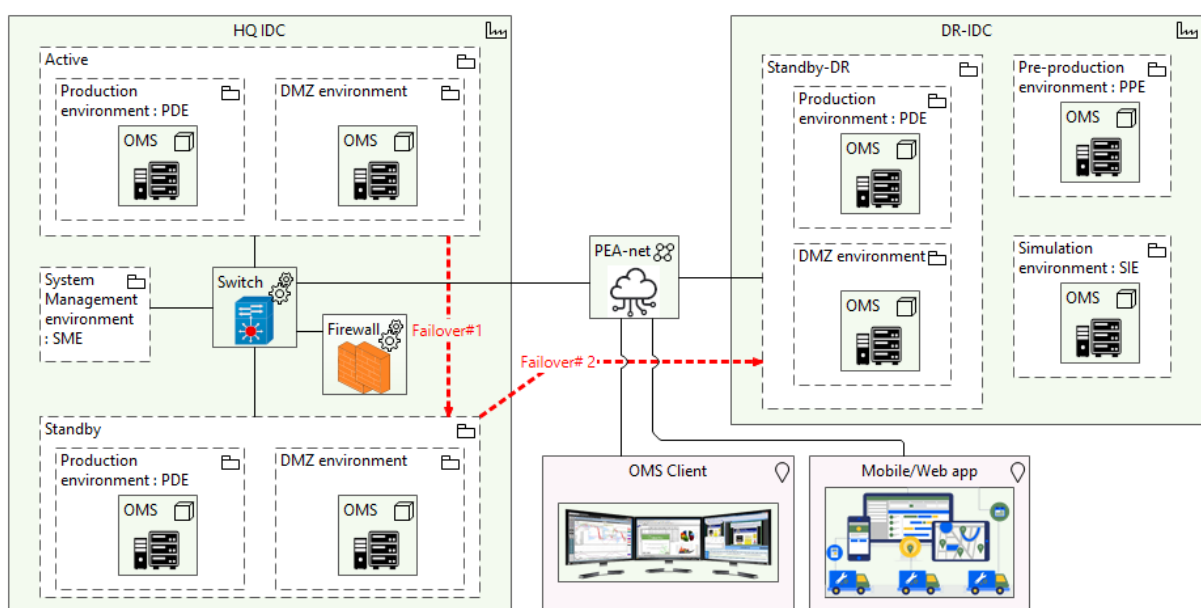 HQ IDC
Active
Production
environment : PDE
OMS
DMZ environment
OMS
System
Management
environment
: SME
Switch
Firewall
Failover#1
Standby
Production
environment : PDE
OMS
DMZ environment
OMS
PEA-net
Failover# 2
OMS Client
Mobile/Web app
DR-IDC
Standby-DR
Production
environment : PDE
OMS
DMZ environment
OMS
Pre-production
environment : PPE
OMS
Simulation
environment : SIE
OMS